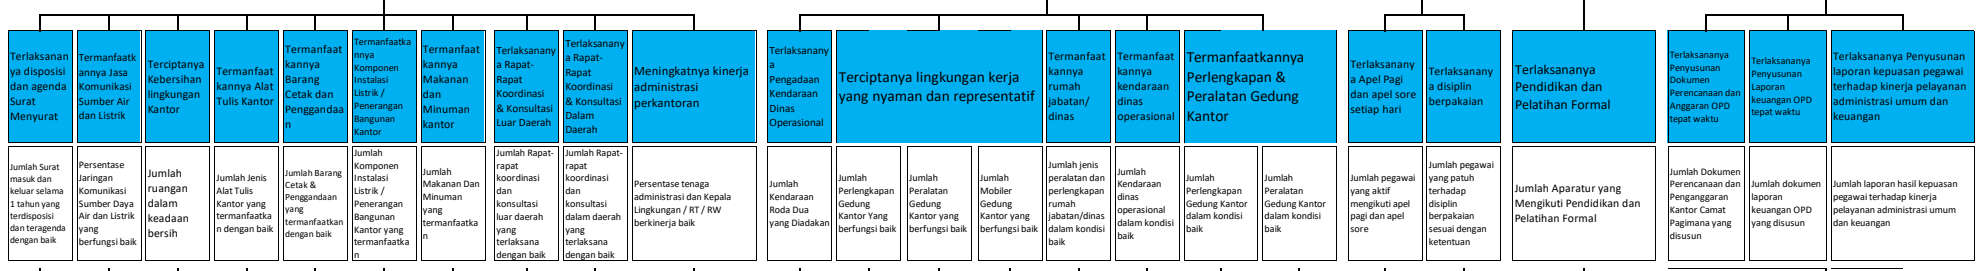 Terlaksanan
ya disposisi
dan agenda
Surat
Menyurat
Termanfaatk
annya Jasa
Komunikasi
Sumber Air
dan Listrik
Terciptanya
Kebersihan
lingkungan
Kantor
Termanfaat
kannya Alat
Tulis Kantor
Termanfaat
kannya
Barang
Cetak dan
Penggandaa
n
Termanfaatka
nnya
Komponen
Instalasi
Listrik /
Penerangan
Bangunan
Kantor
Termanfaat
kannya
Makanan
dan
Minuman
kantor
Terlaksanany
a Rapat-
Rapat
Koordinasi
& Konsultasi
Luar Daerah
Terlaksanany
a Rapat-
Rapat
Koordinasi
& Konsultasi
Dalam
Daerah
Meningkatnya kinerja
administrasi
perkantoran
Terlaksanany
a
Pengadaan
Kendaraan
Dinas
Operasional
Terciptanya lingkungan kerja
yang nyaman dan representatif
Termanfaat
kannya
rumah
jabatan/
dinas
Termanfaat
kannya
kendaraan
dinas
operasional
Termanfaatkannya
Perlengkapan &
Peralatan Gedung
Kantor
Terlaksanany
a Apel Pagi
dan apel sore
setiap hari
Terlaksanany
a disiplin
berpakaian
Terlaksananya
Pendidikan dan
Pelatihan Formal
Terlaksananya
Penyusunan
Dokumen
Perencanaan dan
Anggaran OPD
tepat waktu
Terlaksananya
Penyusunan
Laporan
keuangan OPD
tepat waktu
Terlaksananya Penyusunan
laporan kepuasan pegawai
terhadap kinerja pelayanan
administrasi umum dan
keuangan
Jumlah Surat
masuk dan
keluar selama
1 tahun yang
terdisposisi
dan teragenda
dengan baik
Persentase
Jaringan
Komunikasi
Sumber Daya
Air dan Listrik
yang
berfungsi baik
Jumlah
ruangan
dalam
keadaan
bersih
Jumlah Jenis
Alat Tulis
Kantor yang
termanfaatka
n dengan baik
Jumlah Barang
Cetak &
Penggandaan
yang
termanfaatkan
dengan baik
Jumlah
Komponen
Instalasi
Listrik /
Penerangan
Bangunan
Kantor yang
termanfaatka
n
Jumlah
Makanan Dan
Minuman
yang
termanfaatka
n
Jumlah Rapat-
rapat
koordinasi
dan
konsultasi
luar daerah
yang
terlaksana
dengan baik
Jumlah Rapat-
rapat
koordinasi
dan
konsultasi
dalam daerah
yang
terlaksana
dengan baik
Persentase tenaga
administrasi dan Kepala
Lingkungan / RT / RW
berkinerja baik
Jumlah
Kendaraan
Roda Dua
yang Diadakan
Jumlah
Perlengkapan
Gedung
Kantor Yang
berfungsi baik
Jumlah
Peralatan
Gedung
Kantor yang
berfungsi baik
Jumlah
Mobiler
Gedung
Kantor yang
berfungsi baik
Jumlah jenis
peralatan dan
perlengkapan
rumah
jabatan/dinas
dalam kondisi
baik
Jumlah
Kendaraan
dinas
operasional
dalam kondisi
baik
Jumlah
Perlengkapan
Gedung Kantor
dalam kondisi
baik
Jumlah
Peralatan
Gedung Kantor
dalam kondisi
baik
Jumlah pegawai
yang aktif
mengikuti apel
pagi dan apel
sore
Jumlah pegawai
yang patuh
terhadap
disiplin
berpakaian
sesuai dengan
ketentuan
Jumlah Aparatur yang
Mengikuti Pendidikan dan
Pelatihan Formal
Jumlah Dokumen
Perencanaan dan
Penganggaran
Kantor Camat
Pagimana yang
disusun
Jumlah dokumen
laporan
keuangan OPD
yang disusun
Jumlah laporan hasil kepuasan
pegawai terhadap kinerja
pelayanan administrasi umum
dan keuangan